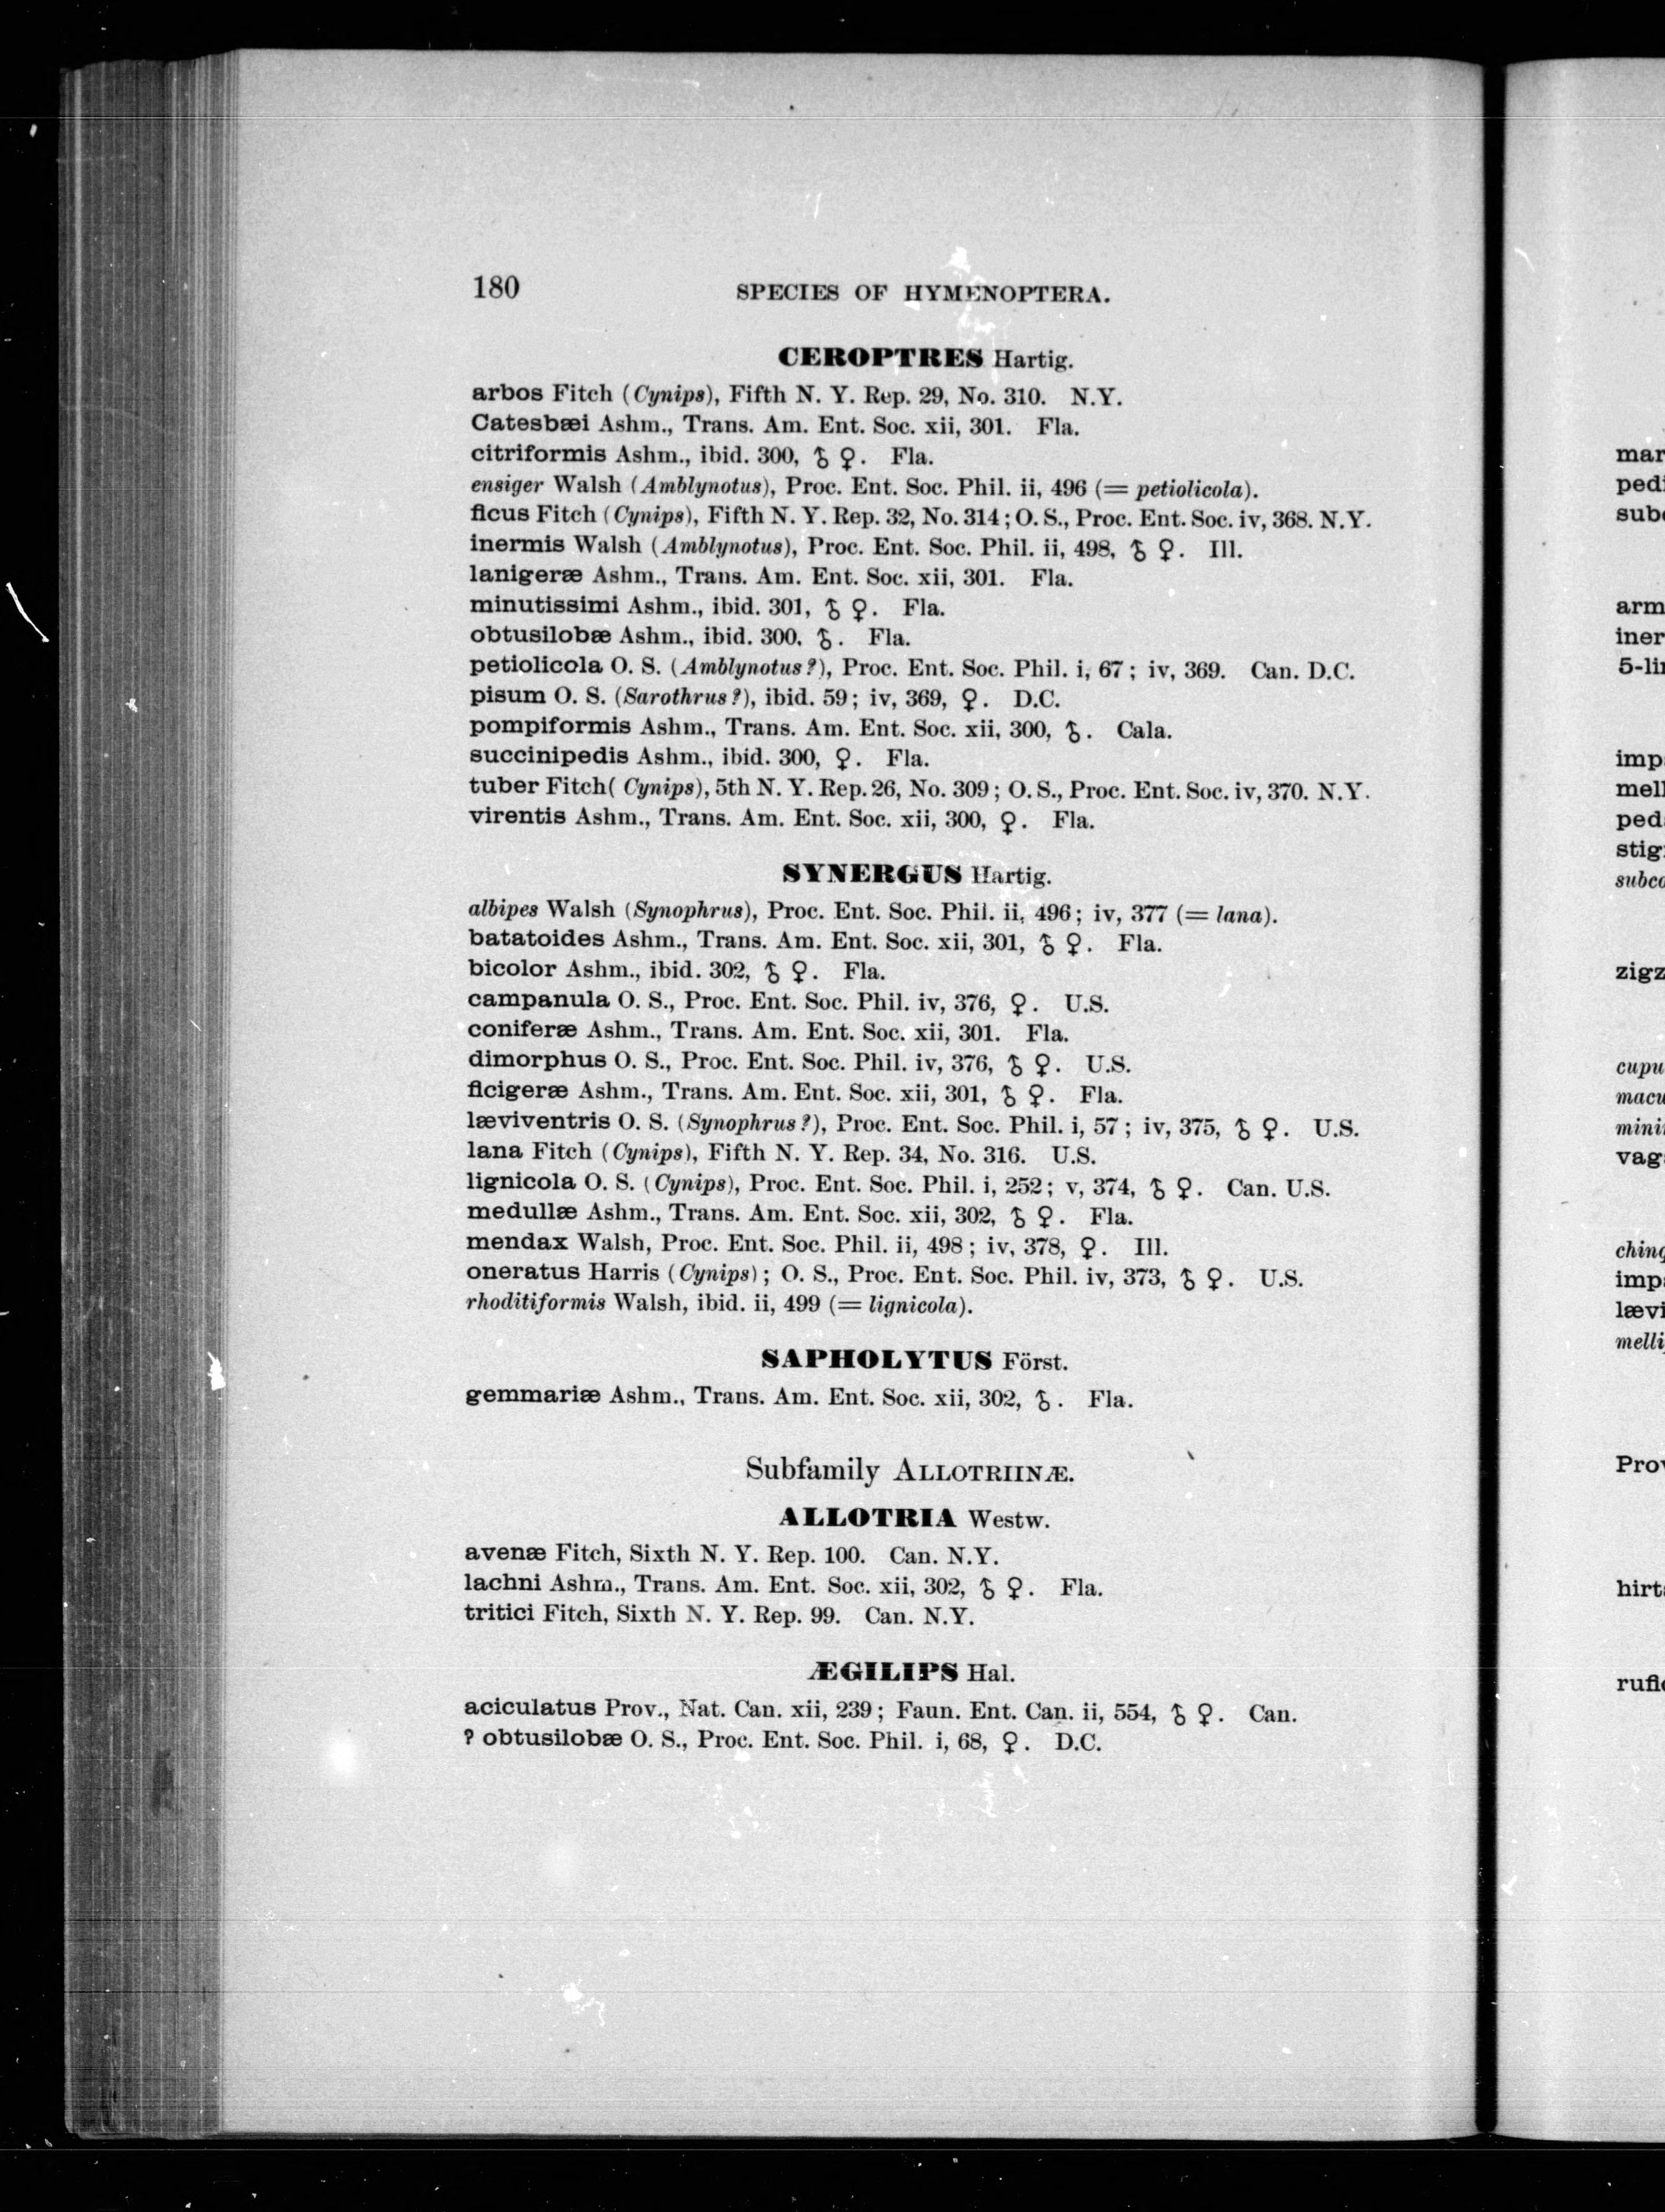 180 SPECIES OF HYMENOPTERA.
CEROPTRES Hartig.
arbos Fitch (Cynips), Fifth N. Y. Rep. 29, No. 310. N.Y.
Catesbæi Ashm., Trans. Am. Ent. Soc. xii, 301. Fla.
citriformis Ashm., ibid. 300, ♂ ♀. Fla.
ensiger Walsh (Amblynotus), Proc. Ent. Soc. Phil. ii, 496 (= petiolicola).
ficus Fitch (Cynips), Fifth N. Y. Rep. 32, No. 314; O. S., Proc. Ent. Soc. iv, 368. N.Y.
inermis Walsh (Amblynotus), Proc. Ent. Soc. Phil. ii, 498, ♂ ♀. Ill.
lanigeræ Ashm., Trans. Am. Ent. Soc. xii, 301. Fla.
minutissimi Ashm., ibid. 301, ♂ ♀. Fla.
obtusilobæ Ashm., ibid. 300, ♂. Fla.
petiolicola O. S. (Amblynotus?), Proc. Ent. Soc. Phil. i, 67; iv, 369. Can. D.C.
pisum O. S. (Sarothrus?), ibid. 59; iv, 369, ♀. D.C.
pompiformis Ashm., Trans. Am. Ent. Soc. xii, 300, ♂. Cala.
succinipedis Ashm., ibid. 300, ♀. Fla.
tuber Fitch( Cynips), 5th N. Y. Rep. 26, No. 309; O. S., Proc. Ent. Soc. iv, 370. N.Y.
virentis Ashm., Trans. Am. Ent. Soc. xii, 300, ♀. Fla.
SYNERGUS Hartig.
albipes Walsh (Synophrus), Proc. Ent. Soc. Phil. ii, 496; iv, 377 (= lana).
batatoides Ashm., Trans. Am. Ent. Soc. xii, 301, ♂ ♀. Fla.
bicolor Ashm., ibid. 302, ♂ ♀. Fla.
campanula O. S., Proc. Ent. Soc. Phil. iv, 376, ♀. U.S.
coniferæ Ashm., Trans. Am. Ent. Soc. xii, 301. Fla.
dimorphus O. S., Proc. Ent. Soc. Phil. iv, 376, ♂ ♀. U.S.
ficigeræ Ashm., Trans. Am. Ent. Soc. xii, 301, ♂ ♀. Fla.
læviventris O. S. (Synophrus?), Proc. Ent. Soc. Phil. i, 57; iv, 375, ♂ ♀. U.S.
lana Fitch (Cynips), Fifth N. Y. Rep. 34, No. 316. U.S.
lignicola O. S. (Cynips), Proc. Ent. Soc. Phil. i, 252; v, 374, ♂ ♀. Can. U.S.
medullæ Ashm., Trans. Am. Ent. Soc. xii, 302, ♂ ♀. Fla.
mendax Walsh, Proc. Ent. Soc. Phil. ii, 498; iv, 378, ♀. Ill.
oneratus Harris (Cynips); O. S., Proc. Ent. Soc. Phil. iv, 373, ♂ ♀. U.S.
rhoditiformis Walsh, ibid. ii, 499 (= lignicola).
SAPHOLYTUS Först.
gemmariæ Ashm., Trans. Am. Ent. Soc. xii, 302, ♂. Fla.
Subfamily ALLOTRIINÆ.
ALLOTRIA Westw.
avenæ Fitch, Sixth N. Y. Rep. 100. Can. N.Y.
lachni Ashm., Trans. Am. Ent. Soc. xii, 302, ♂ ♀. Fla.
tritici Fitch, Sixth N. Y. Rep. 99. Can. N.Y.
ÆGILIPS Hal.
aciculatus Prov., Nat. Can. xii, 239; Faun. Ent. Can. ii, 554, ♂ ♀. Can.
? obtusilobæ O. S., Proc. Ent. Soc. Phil. i, 68, ♀. D.C.